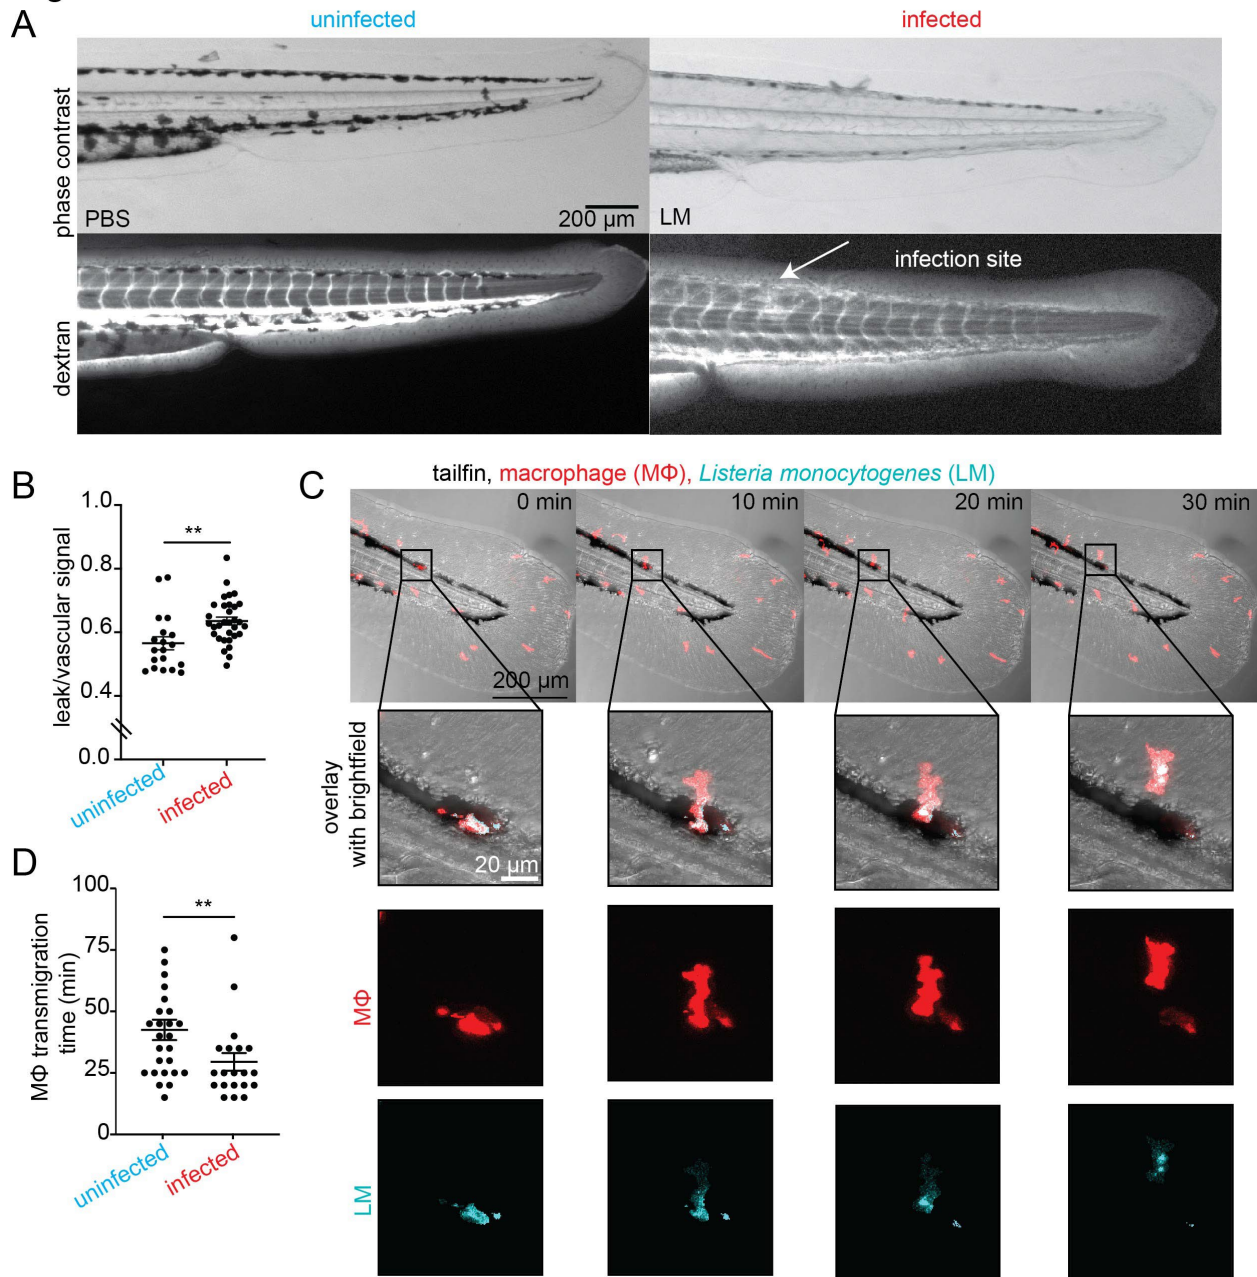 A
uninfected
infected
phase contrast
PBS
200 µm
LM
dextran
infection site
B
leak/vascular signal
1.0
0.8
0.6
0.4
0.0
**
uninfected
infected
C
tailfin, macrophage (MΦ), Listeria monocytogenes (LM)
0 min
10 min
20 min
30 min
200 µm
overlay
with brightfield
20 µm
MΦ
LM
D
MΦ transmigration
time (min)
100
75
50
25
0
**
uninfected
infected